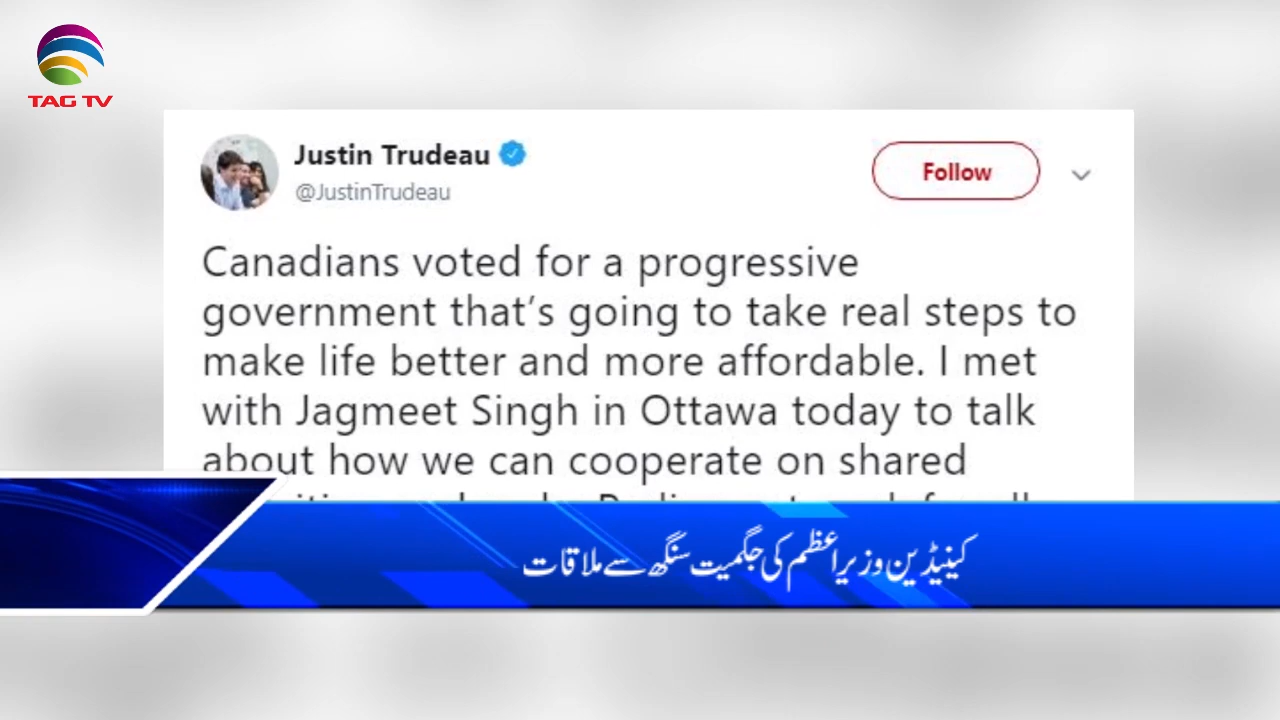 TAG TV
Justin Trudeau
@JustinTrudeau
Follow
Canadians voted for a progressive
government that’s going to take real steps to
make life better and more affordable. I met
with Jagmeet Singh in Ottawa today to talk
about how we can cooperate on shared
کینیڈین وزیراعظم کی جگمیت سنگھ سے ملاقات